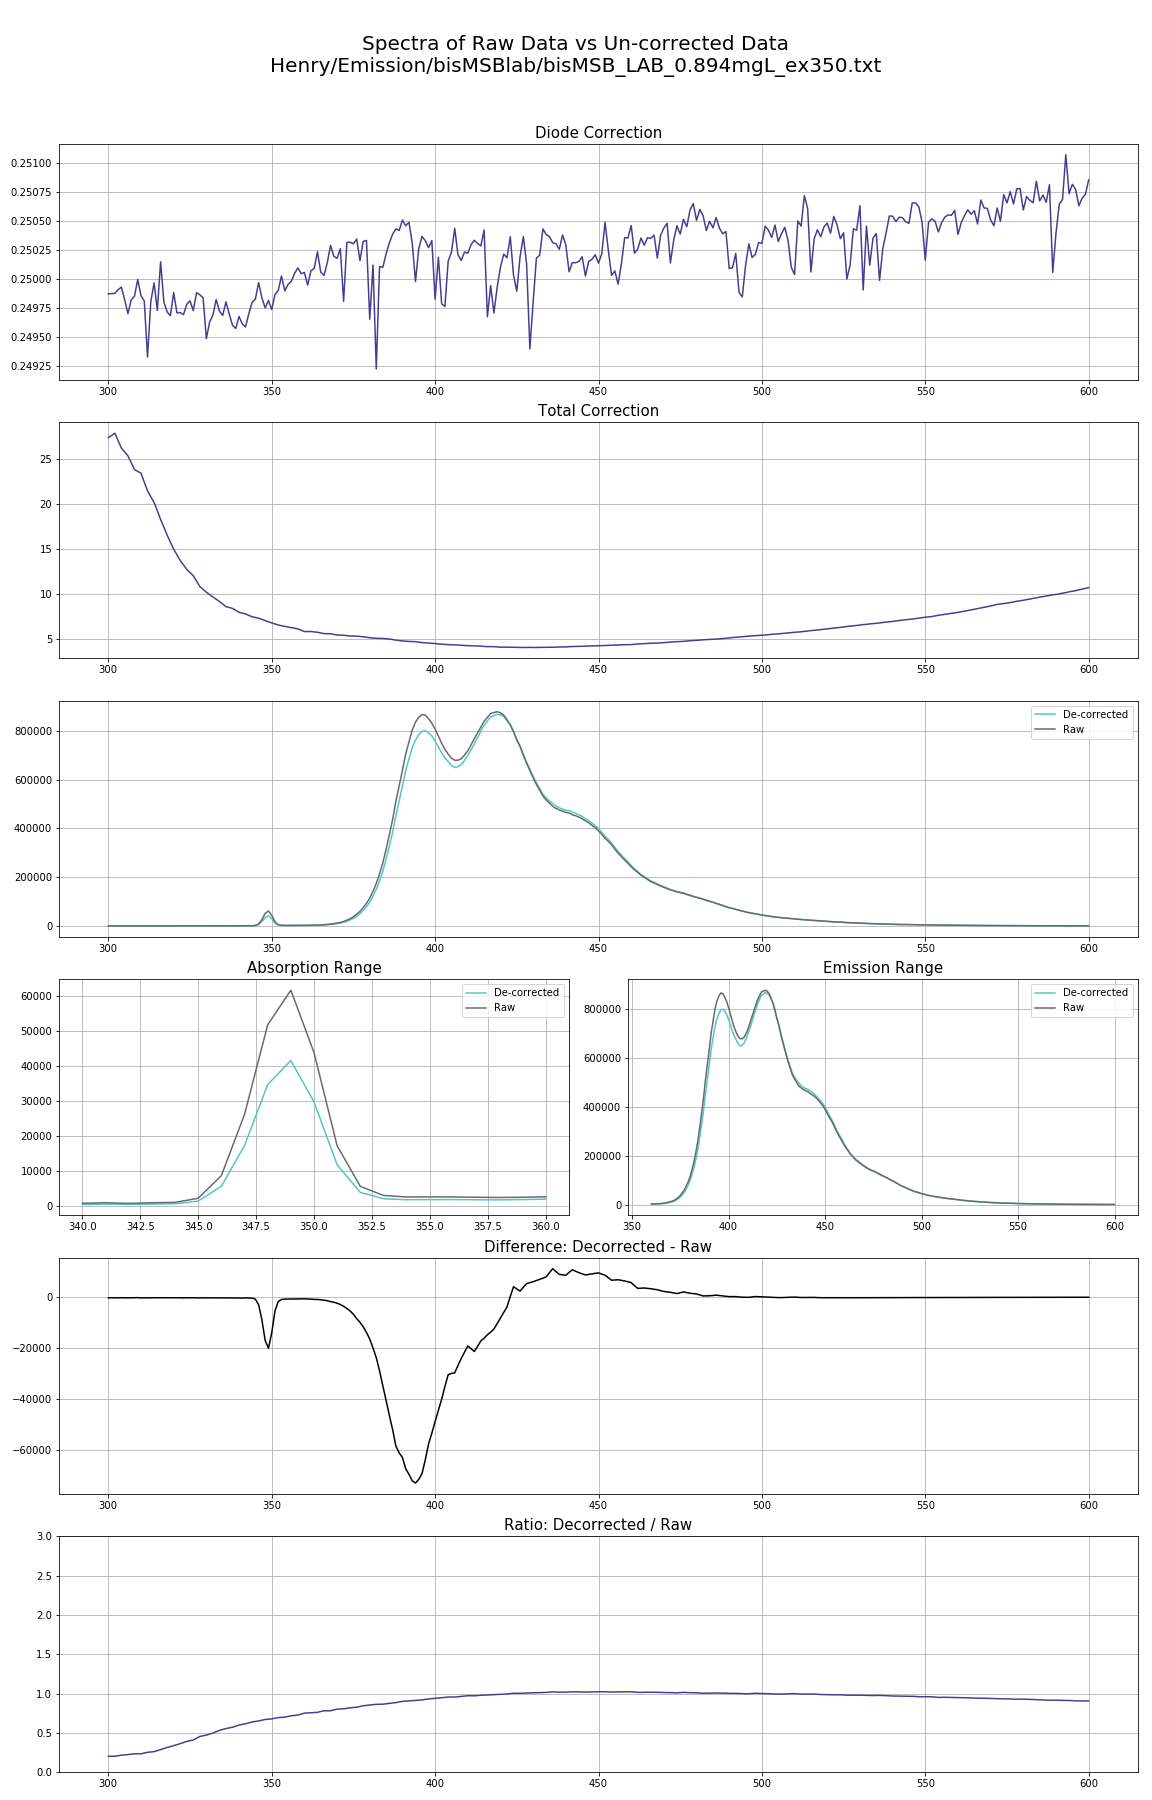 Spectra of Raw Data vs Un-corrected Data
Henry/Emission/bisMSBlab/bisMSB_LAB_0.894mgL_ex350.txt
Diode Correction
0.25100
0.25075
0.25050
0.25025
0.25000
0.24975
0.24950
0.24925
300 350 400 450 500 550 600
Total Correction
25
20
15
10
5
300 350 400 450 500 550 600
De-corrected
Raw
800000
600000
400000
200000
0
300 350 400 450 500 550 600
Absorption Range
De-corrected
Raw
60000
50000
40000
30000
20000
10000
0
340.0 342.5 345.0 347.5 350.0 352.5 355.0 357.5 360.0
Emission Range
De-corrected
Raw
800000
600000
400000
200000
0
350 400 450 500 550 600
Difference: Decorrected - Raw
0
−20000
−40000
−60000
300 350 400 450 500 550 600
Ratio: Decorrected / Raw
3.0
2.5
2.0
1.5
1.0
0.5
0.0
300 350 400 450 500 550 600